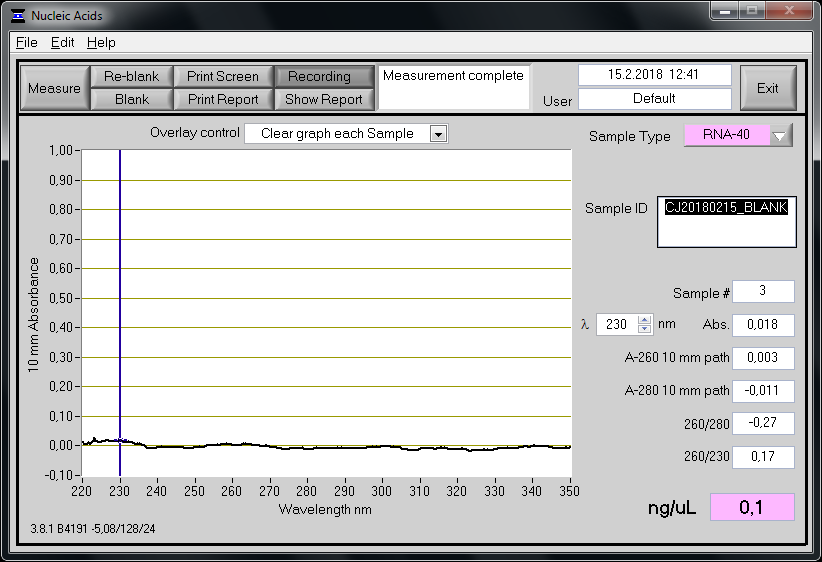 Nucleic Acids
File Edit Help
Measure
Re-blank
Print Screen
Recording
Blank
Print Report
Show Report
Measurement complete
15.2.2018 12:41
User
Default
Exit
Overlay control
Clear graph each Sample
Sample Type
RNA-40
Sample ID
CJ20180215_BLANK
10 mm Absorbance
1,00
0,90
0,80
0,70
0,60
0,50
0,40
0,30
0,20
0,10
0,00
-0,10
220 230 240 250 260 270 280 290 300 310 320 330 340 350
Wavelength nm
Sample # 3
λ 230 nm Abs. 0,018
A-260 10 mm path 0,003
A-280 10 mm path -0,011
260/280 -0,27
260/230 0,17
ng/uL 0,1
3.8.1 B4191 -5,08/128/24